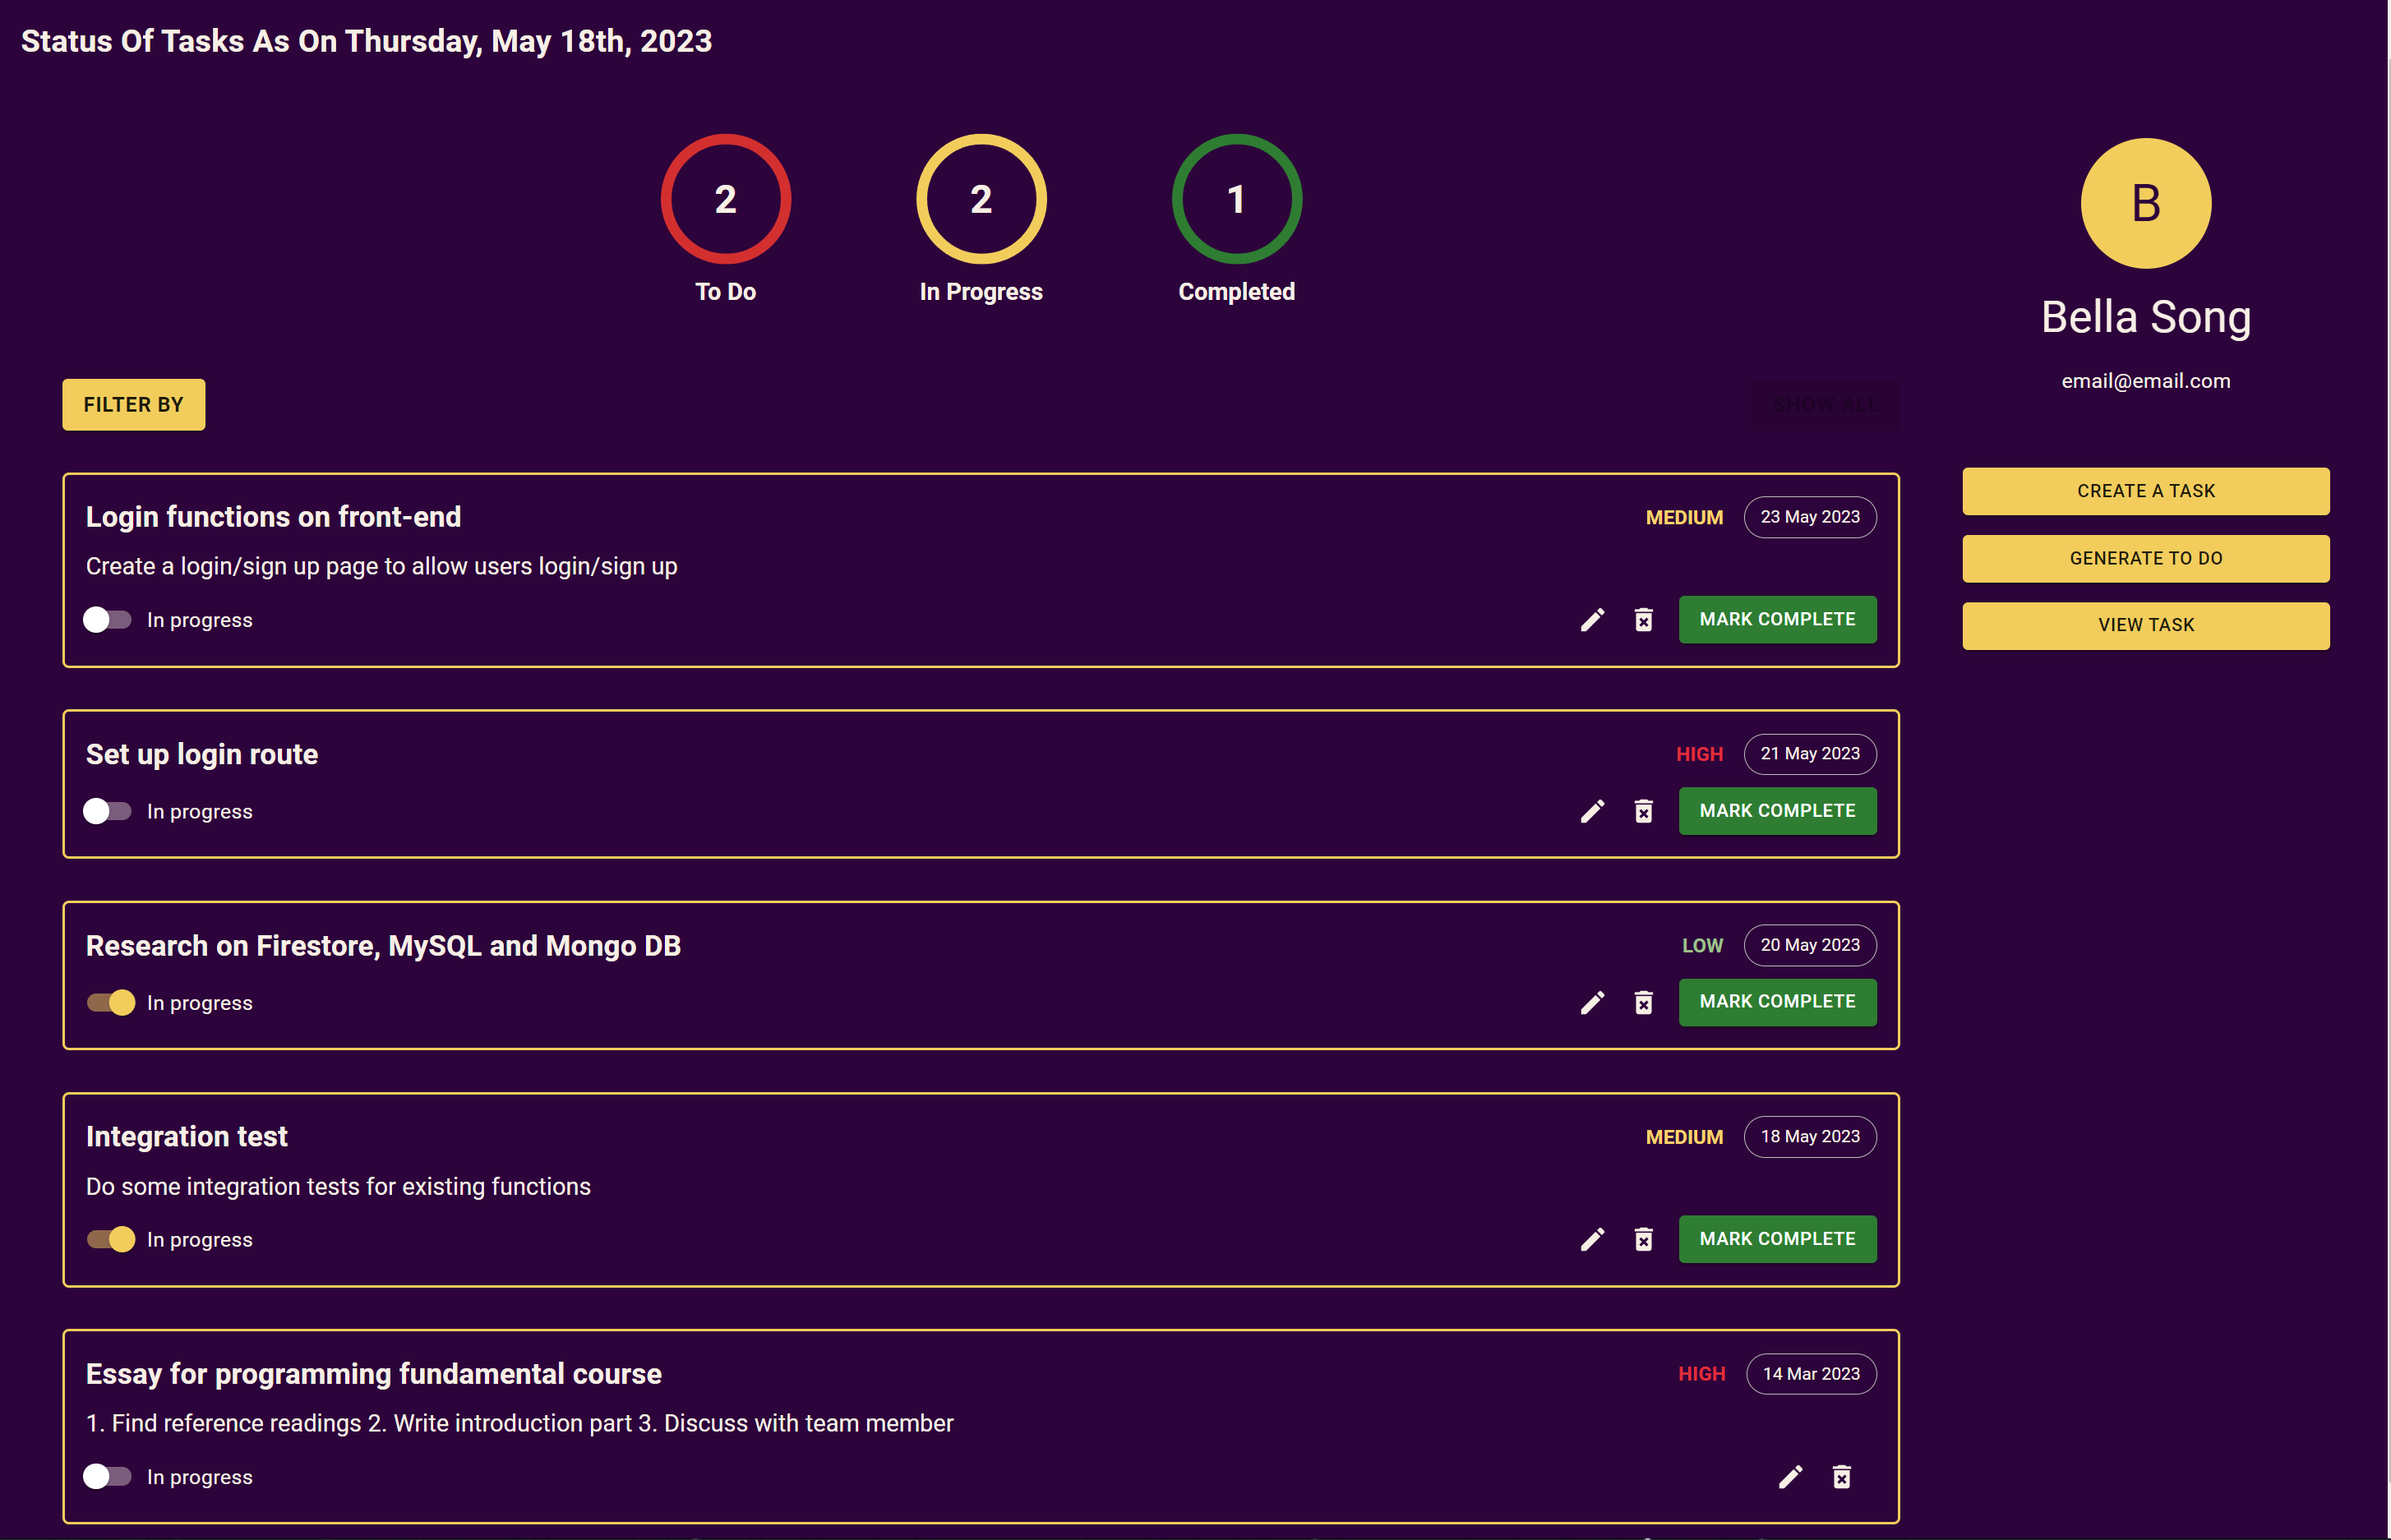 Status Of Tasks As On Thursday, May 18th, 2023
2
2
1
To Do
In Progress
Completed
B
Bella Song
email@email.com
FILTER BY
SHOW ALL
CREATE A TASK
GENERATE TO DO
VIEW TASK
Login functions on front-end
MEDIUM
23 May 2023
Create a login/sign up page to allow users login/sign up
In progress
MARK COMPLETE
Set up login route
HIGH
21 May 2023
In progress
MARK COMPLETE
Research on Firestore, MySQL and Mongo DB
LOW
20 May 2023
In progress
MARK COMPLETE
Integration test
MEDIUM
18 May 2023
Do some integration tests for existing functions
In progress
MARK COMPLETE
Essay for programming fundamental course
HIGH
14 Mar 2023
1. Find reference readings 2. Write introduction part 3. Discuss with team member
In progress